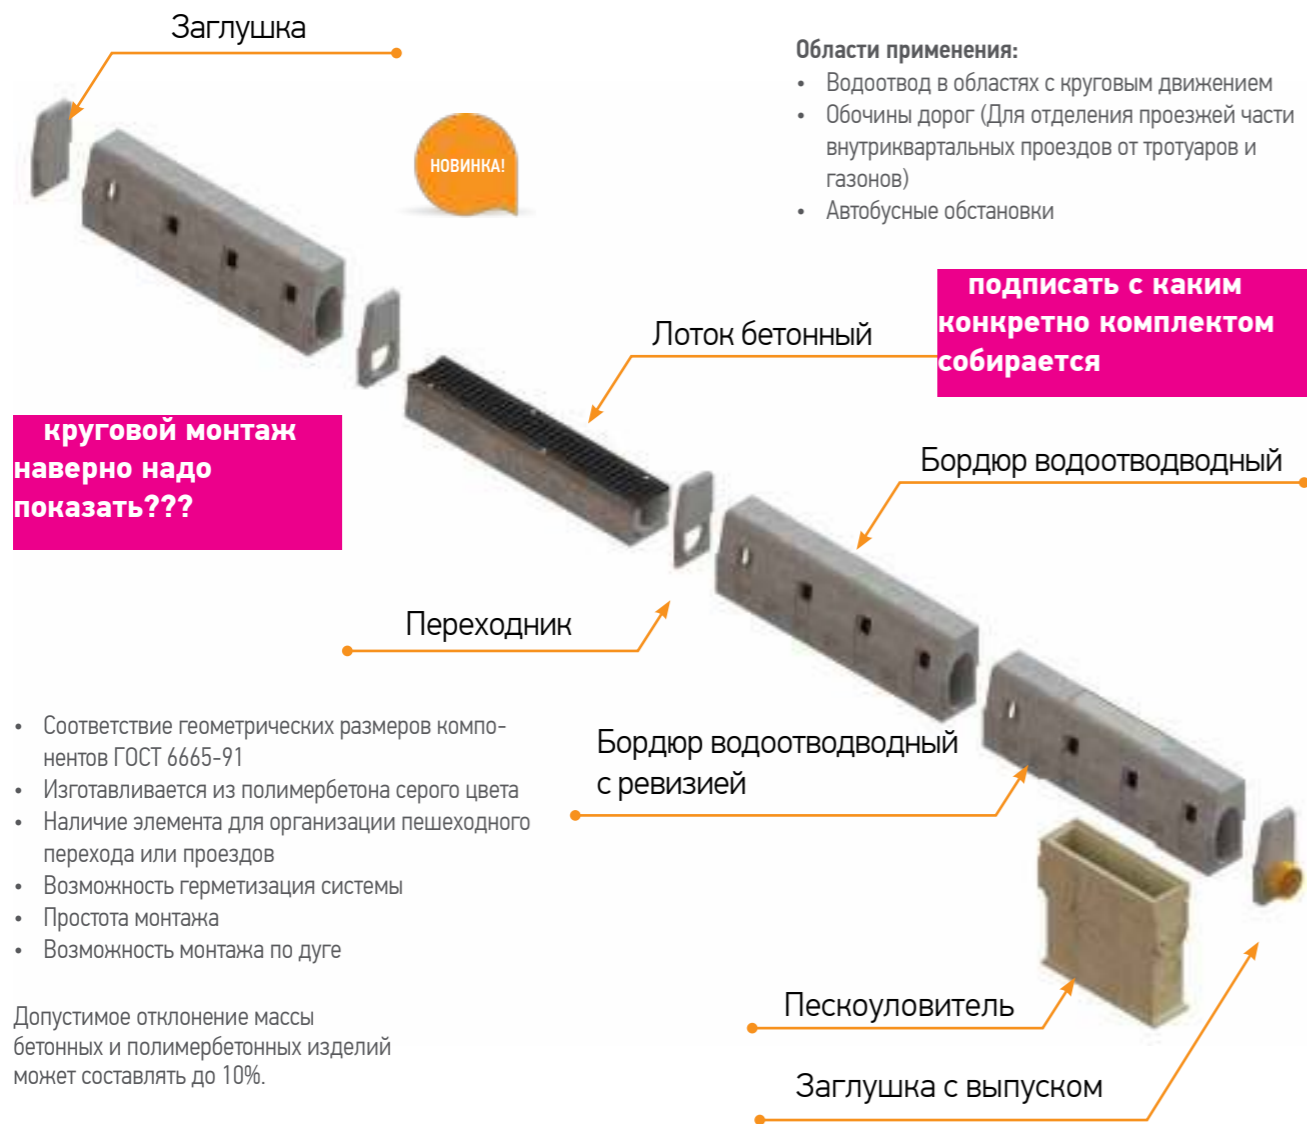 Заглушка
Области применения:
• Водоотвод в областях с круговым движением
• Обочины дорог (Для отделения проезжей части
внутриквартальных проездов от тротуаров и
газонов)
• Автобусные обстановки
НОВИНКА!
подписать с каким
конкретно комплектом
собирается
Лоток бетонный
круговой монтаж
наверно надо
показать???
Бордюр водоотводводный
Переходник
• Соответствие геометрических размеров компо-
нентов ГОСТ 6665-91
• Изготавливается из полимербетона серого цвета
• Наличие элемента для организации пешеходного
перехода или проездов
• Возможность герметизация системы
• Простота монтажа
• Возможность монтажа по дуге
Бордюр водоотводводный
с ревизией
Допустимое отклонение массы
бетонных и полимербетонных изделий
может составлять до 10%.
Пескоуловитель
Заглушка с выпуском